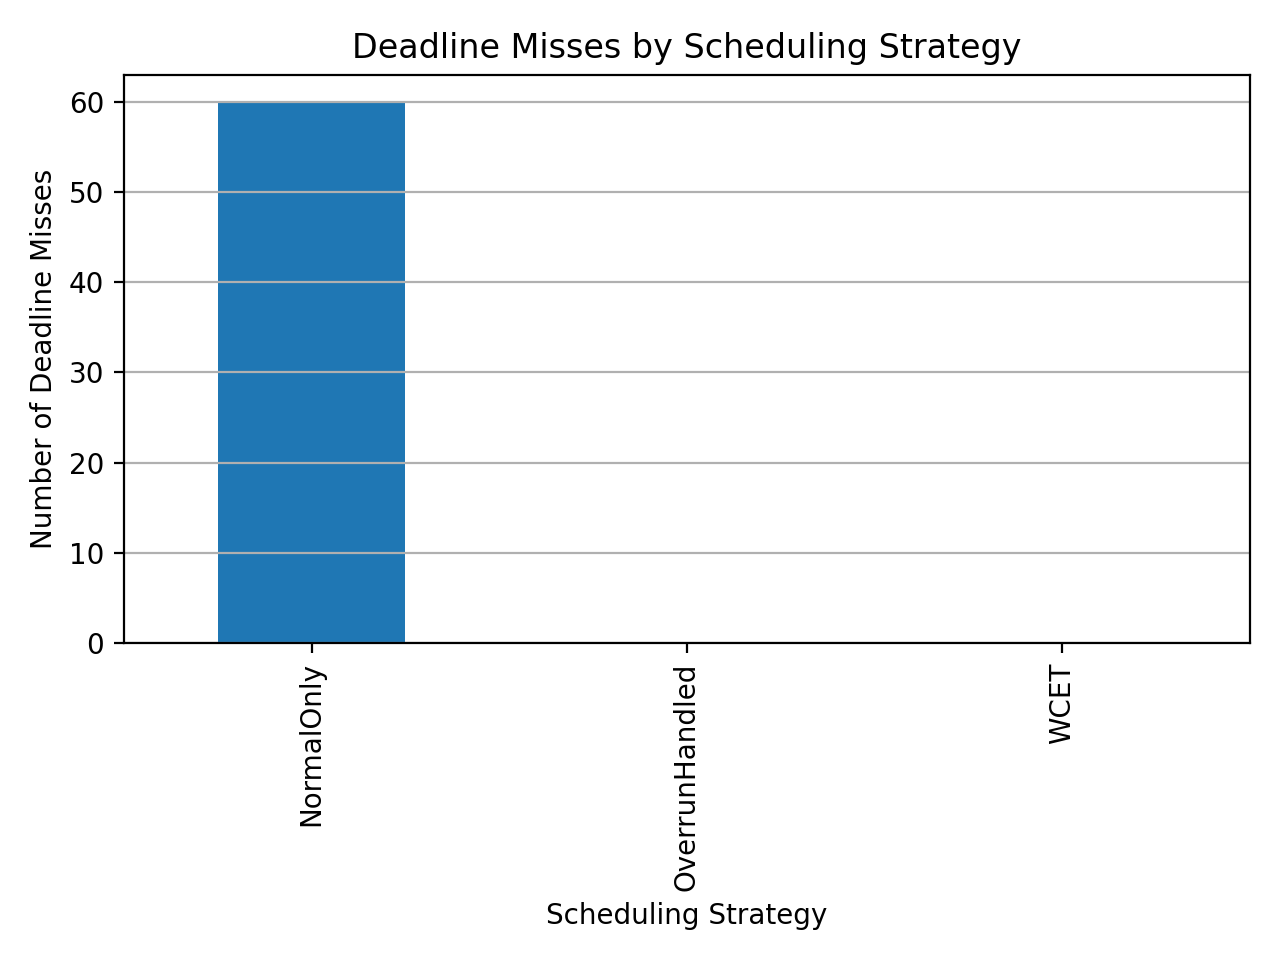 Deadline Misses by Scheduling Strategy
Number of Deadline Misses
60
50
40
30
20
10
0
NormalOnly
OverrunHandled
WCET
Scheduling Strategy